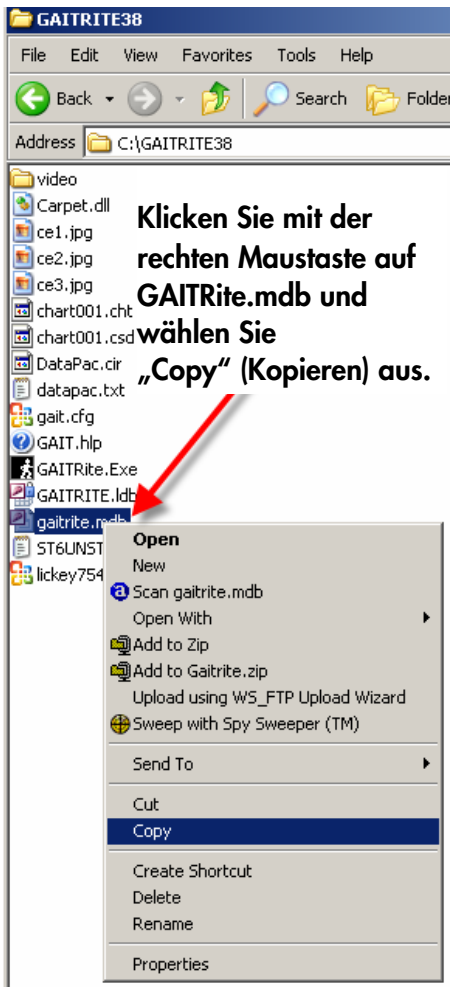 GAITRITE38
File Edit View Favorites Tools Help
Back Search Folder
Address C:\GAITRITE38
video
Carpet.dll
ce1.jpg
ce2.jpg
ce3.jpg
chart001.cht
chart001.csd
DataPac.cir
datapac.txt
gait.cfg
GAIT.hlp
GAITRite.Exe
GAITRITE.ldb
gaitrite.mdb
ST6UNST
lickey754
Klicken Sie mit der
rechten Maustaste auf
GAITRite.mdb und
wählen Sie
„Copy“ (Kopieren) aus.
Open
New
Scan gaitrite.mdb
Open With
Add to Zip
Add to Gaitrite.zip
Upload using WS_FTP Upload Wizard
Sweep with Spy Sweeper (TM)
Send To
Cut
Copy
Create Shortcut
Delete
Rename
Properties